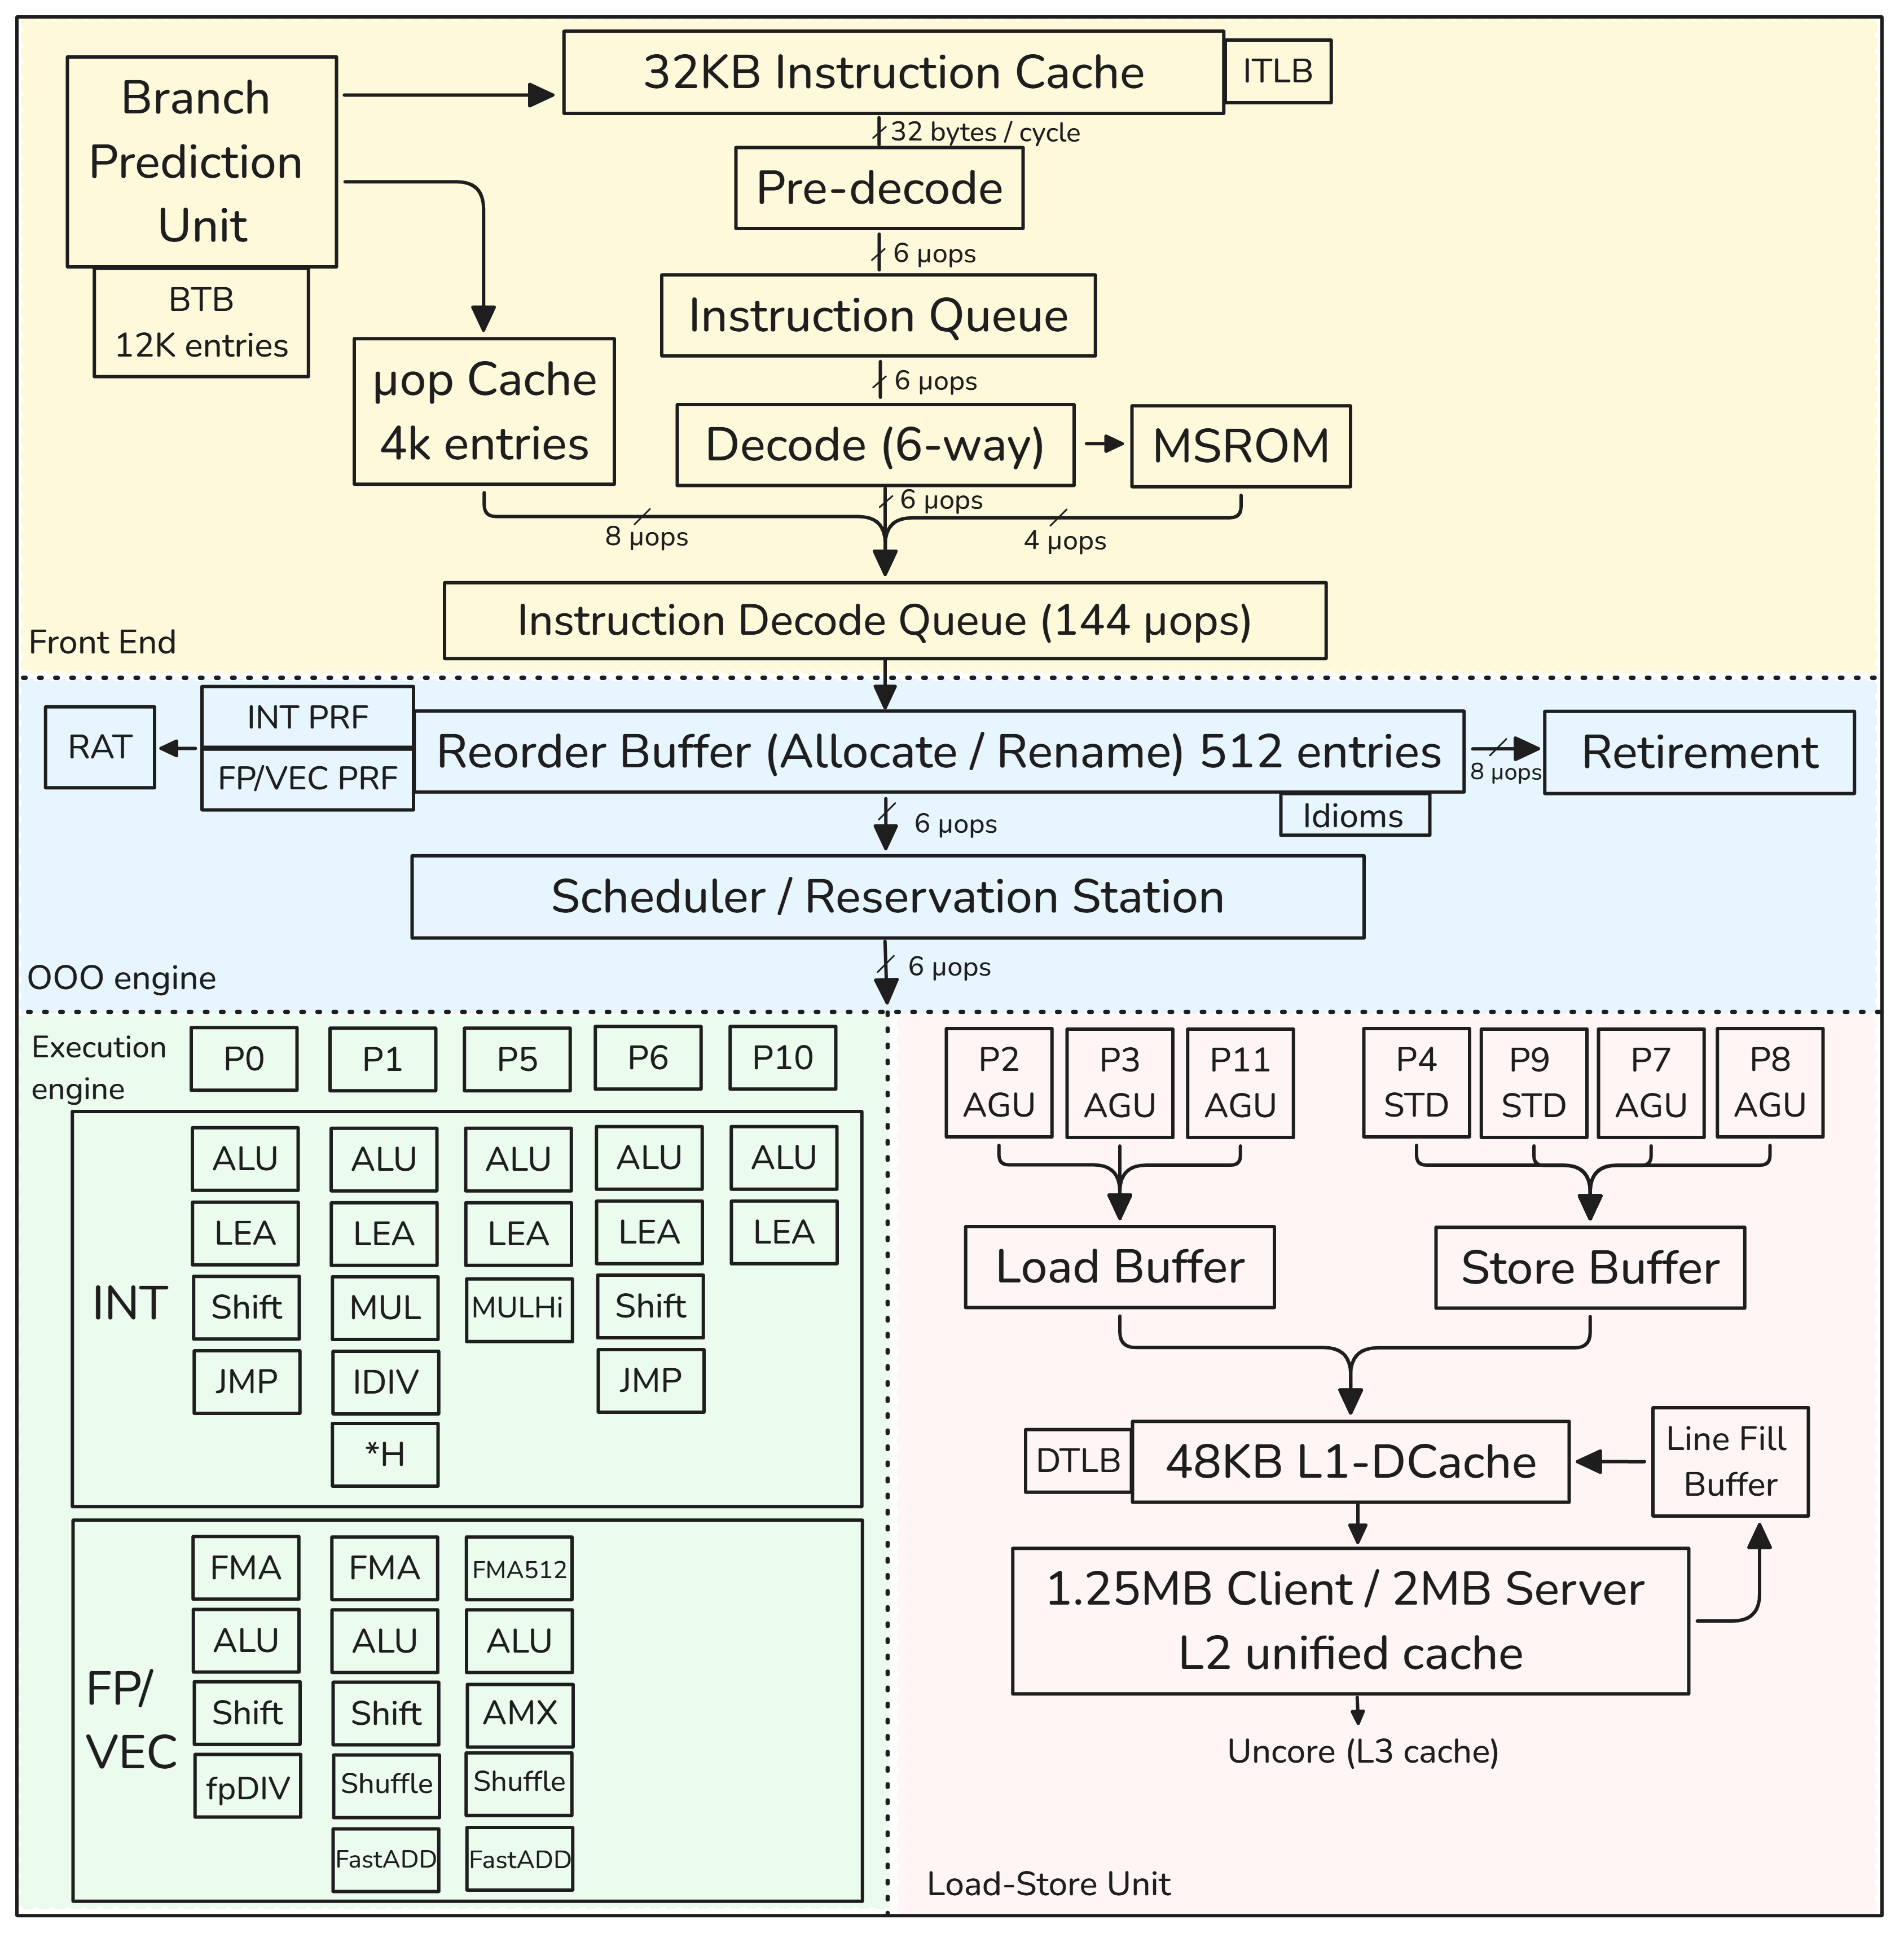 Branch
Prediction
Unit
BTB
12K entries
32KB Instruction Cache
ITLB
32 bytes / cycle
Pre-decode
6 μops
Instruction Queue
6 μops
μop Cache
4k entries
Decode (6-way)
MSROM
6 μops
8 μops
4 μops
Instruction Decode Queue (144 μops)
Front End
RAT
INT PRF
FP/VEC PRF
Reorder Buffer (Allocate / Rename) 512 entries
8 μops
Retirement
Idioms
6 μops
Scheduler / Reservation Station
6 μops
OOO engine
Execution
engine
P0
P1
P5
P6
P10
INT
ALU
ALU
ALU
ALU
ALU
LEA
LEA
LEA
LEA
LEA
Shift
MUL
MULHi
Shift
JMP
IDIV
JMP
*H
FP/
VEC
FMA
FMA
FMA512
ALU
ALU
ALU
Shift
Shift
AMX
fpDIV
Shuffle
Shuffle
FastADD
FastADD
P2
AGU
P3
AGU
P11
AGU
P4
STD
P9
STD
P7
AGU
P8
AGU
Load Buffer
Store Buffer
DTLB
48KB L1-DCache
Line Fill
Buffer
1.25MB Client / 2MB Server
L2 unified cache
Uncore (L3 cache)
Load-Store Unit